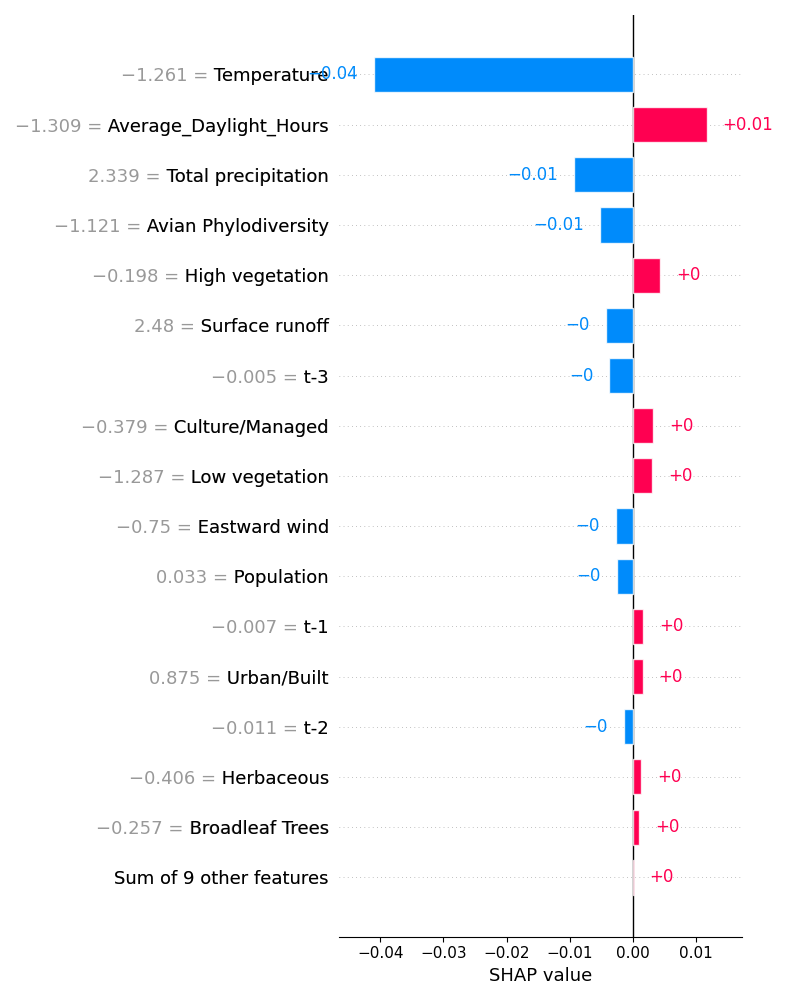 −1.261 = Temperature −0.04
−1.309 = Average_Daylight_Hours +0.01
2.339 = Total precipitation −0.01
−1.121 = Avian Phylodiversity −0.01
−0.198 = High vegetation +0
2.48 = Surface runoff −0
−0.005 = t-3 −0
−0.379 = Culture/Managed +0
−1.287 = Low vegetation +0
−0.75 = Eastward wind −0
0.033 = Population −0
−0.007 = t-1 +0
0.875 = Urban/Built +0
−0.011 = t-2 −0
−0.406 = Herbaceous +0
−0.257 = Broadleaf Trees +0
Sum of 9 other features +0
−0.04 −0.03 −0.02 −0.01 0.00 0.01
SHAP value